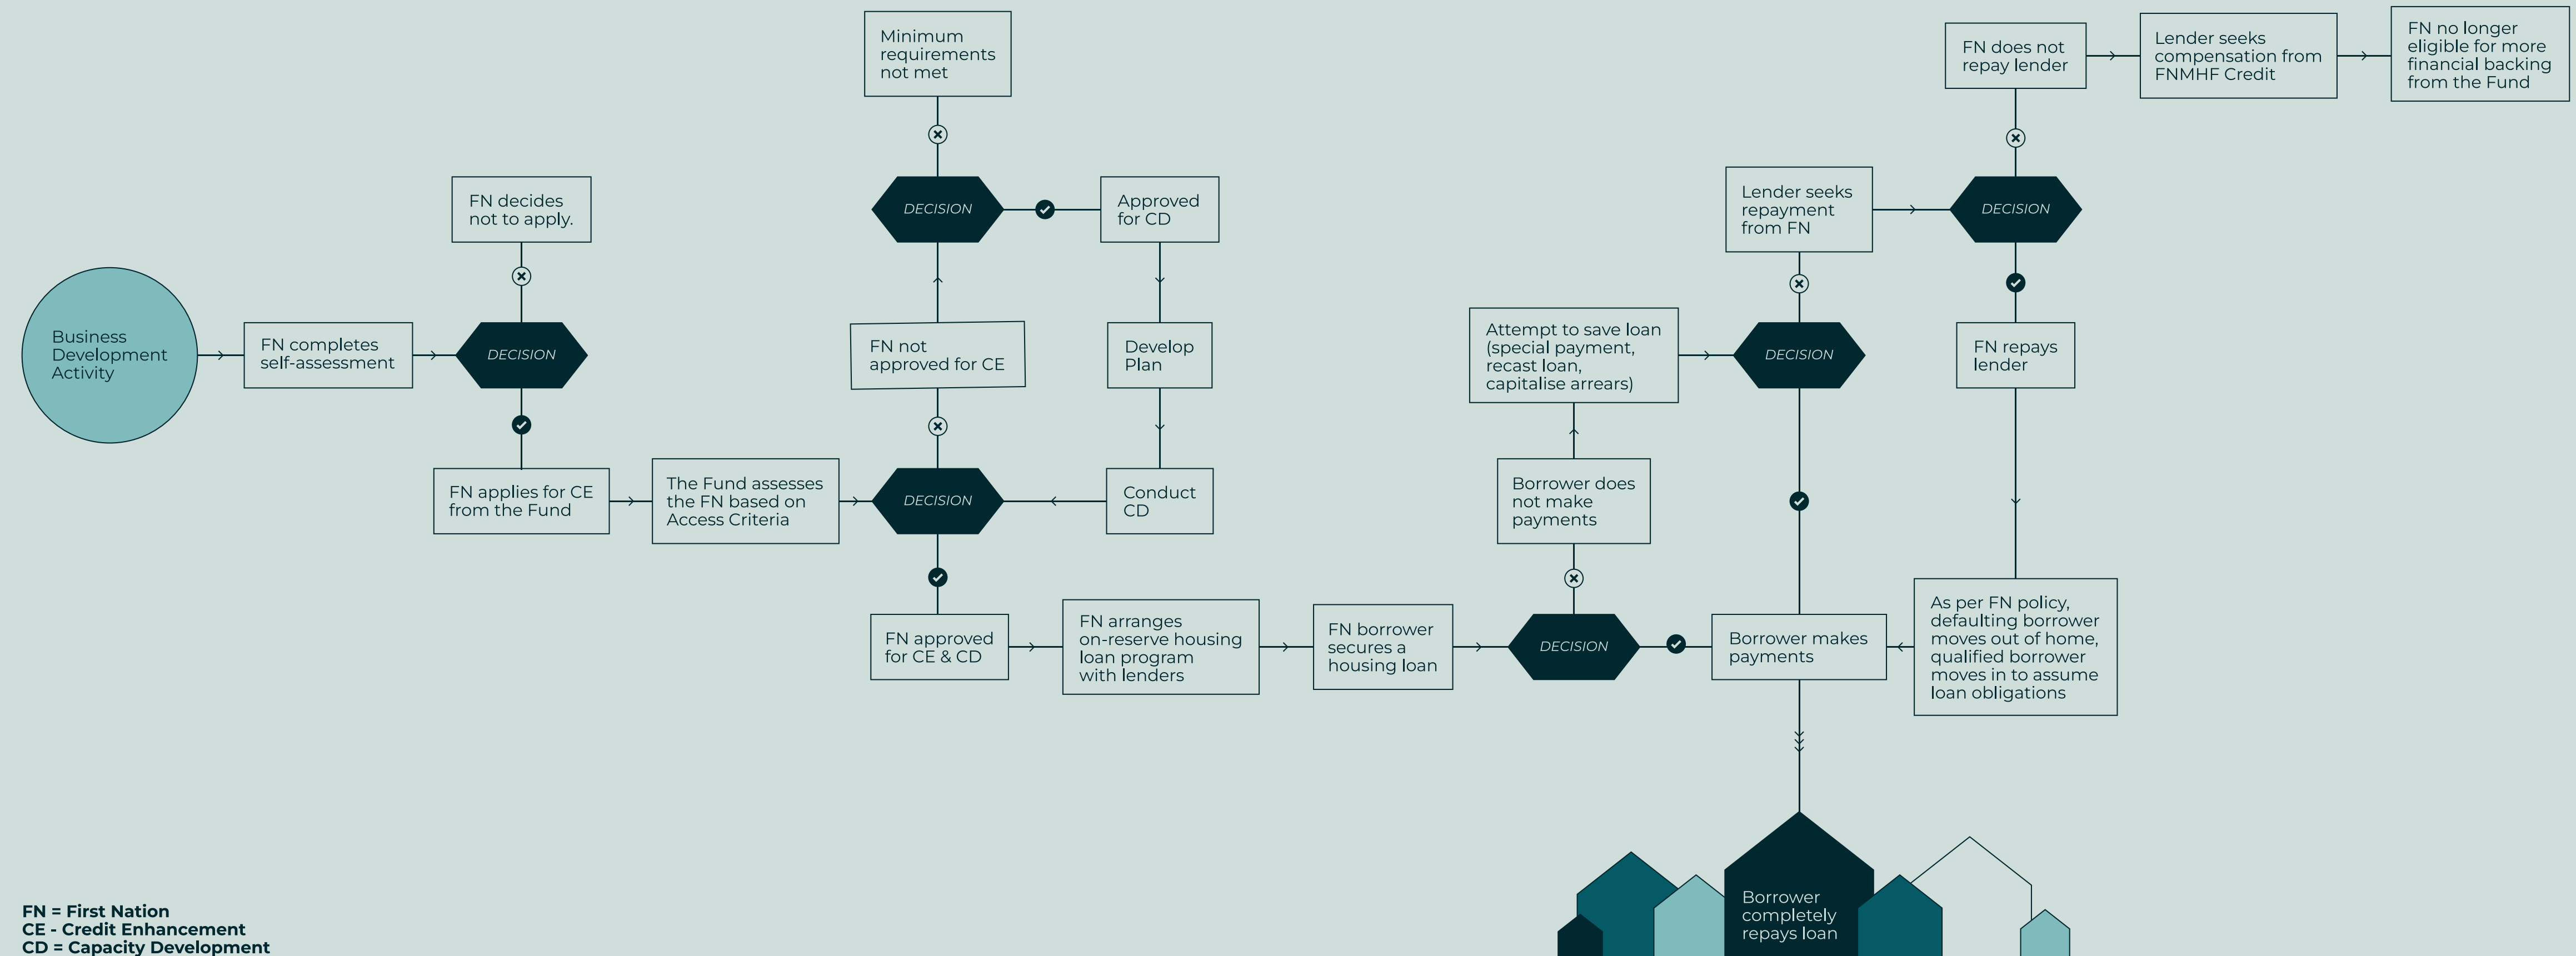 Business
Development
Activity
FN completes
self-assessment
DECISION
FN decides
not to apply.
FN applies for CE
from the Fund
The Fund assesses
the FN based on
Access Criteria
DECISION
FN not
approved for CE
DECISION
Minimum
requirements
not met
Approved
for CD
Develop
Plan
Conduct
CD
FN approved
for CE & CD
FN arranges
on-reserve housing
loan program
with lenders
FN borrower
secures a
housing loan
DECISION
Borrower does
not make
payments
Attempt to save loan
(special payment,
recast loan,
capitalise arrears)
DECISION
Lender seeks
repayment
from FN
DECISION
FN does not
repay lender
Lender seeks
compensation from
FNMHF Credit
FN no longer
eligible for more
financial backing
from the Fund
FN repays
lender
As per FN policy,
defaulting borrower
moves out of home,
qualified borrower
moves in to assume
loan obligations
Borrower makes
payments
Borrower
completely
repays loan
FN = First Nation
CE - Credit Enhancement
CD = Capacity Development